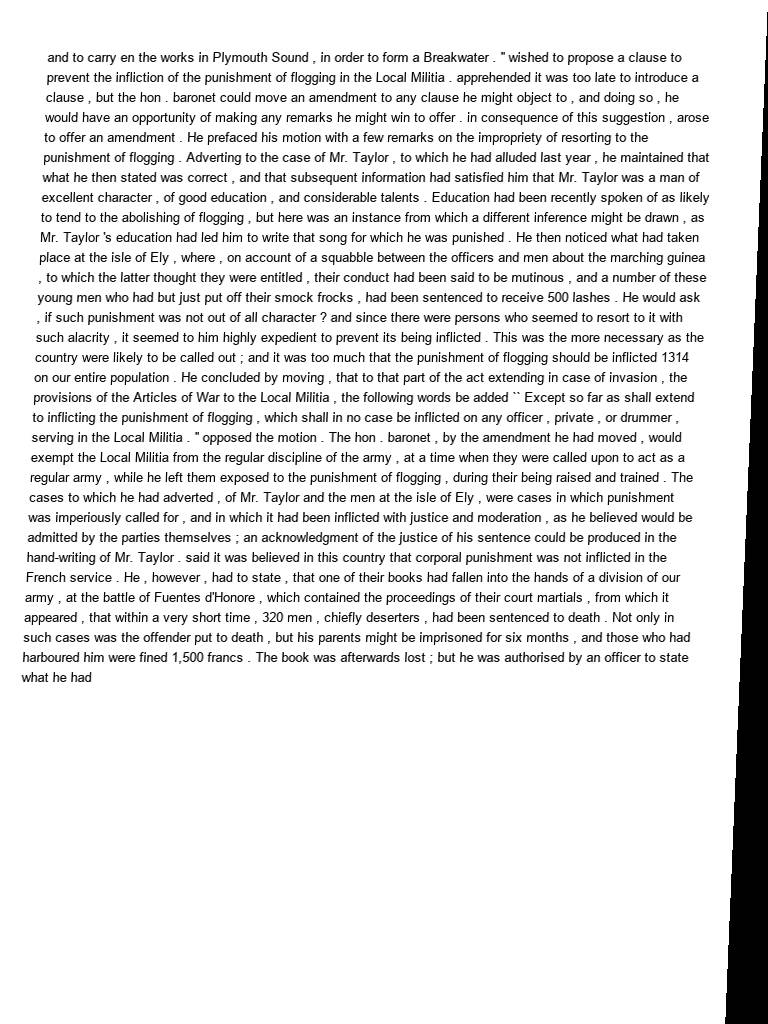 and to carry en the works in Plymouth Sound , in order to form a Breakwater . " wished to propose a clause to
prevent the infliction of the punishment of flogging in the Local Militia . apprehended it was too late to introduce a
clause , but the hon . baronet could move an amendment to any clause he might object to , and doing so , he
would have an opportunity of making any remarks he might win to offer . in consequence of this suggestion , arose
to offer an amendment . He prefaced his motion with a few remarks on the impropriety of resorting to the
punishment of flogging . Adverting to the case of Mr. Taylor , to which he had alluded last year , he maintained that
what he then stated was correct , and that subsequent information had satisfied him that Mr. Taylor was a man of
excellent character , of good education , and considerable talents . Education had been recently spoken of as likely
to tend to the abolishing of flogging , but here was an instance from which a different inference might be drawn , as
Mr. Taylor 's education had led him to write that song for which he was punished . He then noticed what had taken
place at the isle of Ely , where , on account of a squabble between the officers and men about the marching guinea
, to which the latter thought they were entitled , their conduct had been said to be mutinous , and a number of these
young men who had but just put off their smock frocks , had been sentenced to receive 500 lashes . He would ask
, if such punishment was not out of all character ? and since there were persons who seemed to resort to it with
such alacrity , it seemed to him highly expedient to prevent its being inflicted . This was the more necessary as the
country were likely to be called out ; and it was too much that the punishment of flogging should be inflicted 1314
on our entire population . He concluded by moving , that to that part of the act extending in case of invasion , the
provisions of the Articles of War to the Local Militia , the following words be added `` Except so far as shall extend
to inflicting the punishment of flogging , which shall in no case be inflicted on any officer , private , or drummer ,
serving in the Local Militia . " opposed the motion . The hon . baronet , by the amendment he had moved , would
exempt the Local Militia from the regular discipline of the army , at a time when they were called upon to act as a
regular army , while he left them exposed to the punishment of flogging , during their being raised and trained . The
cases to which he had adverted , of Mr. Taylor and the men at the isle of Ely , were cases in which punishment
was imperiously called for , and in which it had been inflicted with justice and moderation , as he believed would be
admitted by the parties themselves ; an acknowledgment of the justice of his sentence could be produced in the
hand-writing of Mr. Taylor . said it was believed in this country that corporal punishment was not inflicted in the
French service . He , however , had to state , that one of their books had fallen into the hands of a division of our
army , at the battle of Fuentes d'Honore , which contained the proceedings of their court martials , from which it
appeared , that within a very short time , 320 men , chiefly deserters , had been sentenced to death . Not only in
such cases was the offender put to death , but his parents might be imprisoned for six months , and those who had
harboured him were fined 1,500 francs . The book was afterwards lost ; but he was authorised by an officer to state
what he had